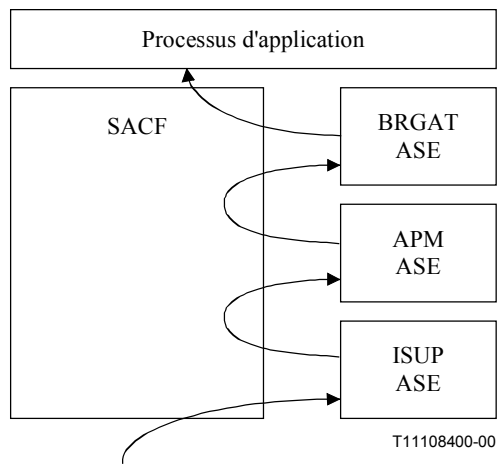 Processus d'application
SACF
BRGAT
ASE
APM
ASE
ISUP
ASE
T11108400-00